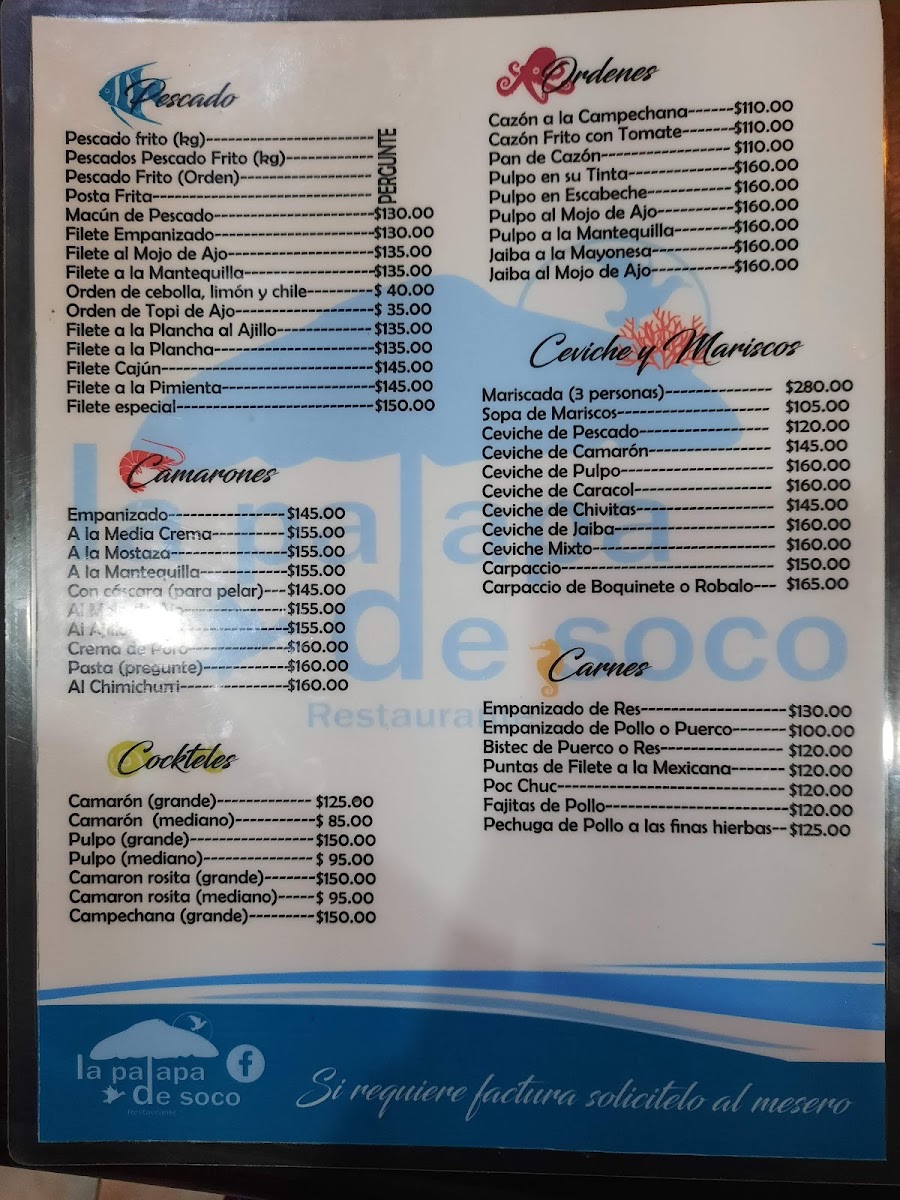 Pescado
Pescado frito (kg)-----------------------
Pescados Pescado Frito (kg)------------
Pescado Frito (Orden)-------------------
Posta Frita-------------------------------
PERGUNTE
Macún de Pescado----------------------$130.00
Filete Empanizado----------------------$130.00
Filete al Mojo de Ajo--------------------$135.00
Filete a la Mantequilla------------------$135.00
Orden de cebolla, limón y chile---------$ 40.00
Orden de Topi de Ajo-------------------$ 35.00
Filete a la Plancha al Ajillo-------------$135.00
Filete a la Plancha----------------------$135.00
Filete Cajún-----------------------------$145.00
Filete a la Pimienta---------------------$145.00
Filete especial---------------------------$150.00
Camarones
Empanizado----------------$145.00
A la Media Crema----------$155.00
A la Mostaza---------------$155.00
A la Mantequilla------------$155.00
Con cáscara (para pelar)---$145.00
Al Mojo de Ajo--------------$155.00
Al Ajillo---------------------$155.00
Crema de Poro-------------$160.00
Pasta (pregunte)------------$160.00
Al Chimichurri--------------$160.00
Cockteles
Camarón (grande)------------- $125.00
Camarón (mediano)-----------$ 85.00
Pulpo (grande)----------------$150.00
Pulpo (mediano)-------------- $ 95.00
Camaron rosita (grande)-------$150.00
Camaron rosita (mediano)-----$ 95.00
Campechana (grande)---------$150.00
Ordenes
Cazón a la Campechana------$110.00
Cazón Frito con Tomate------$110.00
Pan de Cazón---------------- $110.00
Pulpo en su Tinta------------$160.00
Pulpo en Escabeche----------$160.00
Pulpo al Mojo de Ajo---------$160.00
Pulpo a la Mantequilla-------$160.00
Jaiba a la Mayonesa---------$160.00
Jaiba al Mojo de Ajo---------$160.00
Ceviche y Mariscos
Mariscada (3 personas)-------------- $280.00
Sopa de Mariscos-------------------- $105.00
Ceviche de Pescado----------------- $120.00
Ceviche de Camarón---------------- $145.00
Ceviche de Pulpo-------------------- $160.00
Ceviche de Caracol------------------ $160.00
Ceviche de Chivitas------------------ $145.00
Ceviche de Jaiba--------------------- $160.00
Ceviche Mixto------------------------ $160.00
Carpaccio---------------------------- $150.00
Carpaccio de Boquinete o Robalo--- $165.00
Carnes
Empanizado de Res------------------$130.00
Empanizado de Pollo o Puerco-------$100.00
Bistec de Puerco o Res---------------$120.00
Puntas de Filete a la Mexicana-------$120.00
Poc Chuc-----------------------------$120.00
Fajitas de Pollo-----------------------$120.00
Pechuga de Pollo a las finas hierbas--$125.00
la palapa
de soco
Restaurante
la palapa
de soco
Restaurante
f
Si requiere factura solicitelo al mesero